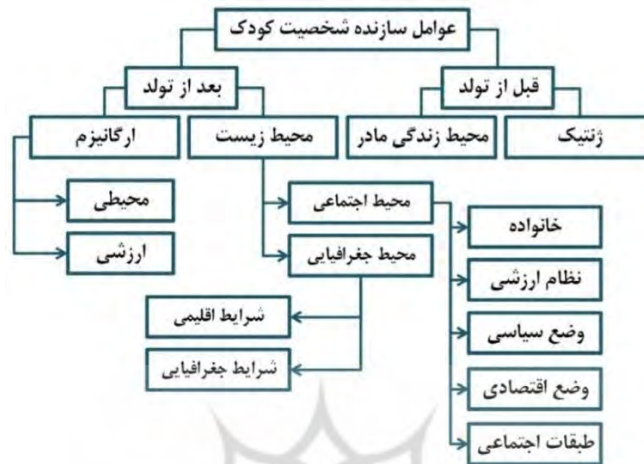 عوامل سازنده شخصیت کودک
قبل از تولد
بعد از تولد
ژنتیک
محیط زندگی مادر
محیط زیست
ارگانیزم
محیط اجتماعی
محیطی
خانواده
محیط جغرافیایی
ارزشی
نظام ارزشی
شرایط اقلیمی
وضع سیاسی
شرایط جغرافیایی
وضع اقتصادی
طبقات اجتماعی